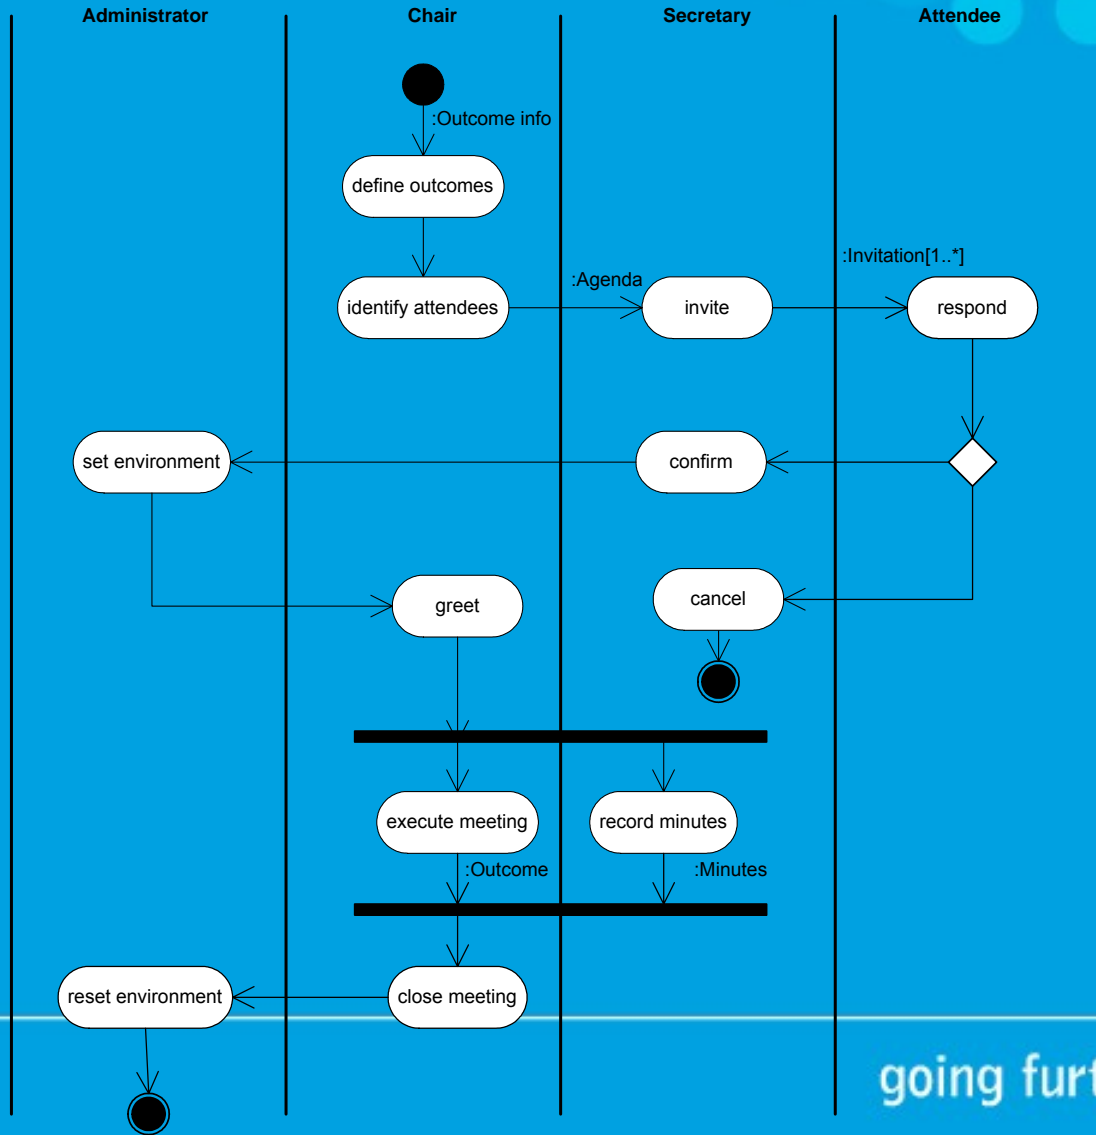 Administrator
Chair
Secretary
Attendee
:Outcome info
define outcomes
:Invitation[1..*]
:Agenda
identify attendees
invite
respond
set environment
confirm
greet
cancel
execute meeting
record minutes
:Outcome
:Minutes
reset environment
close meeting
going furt